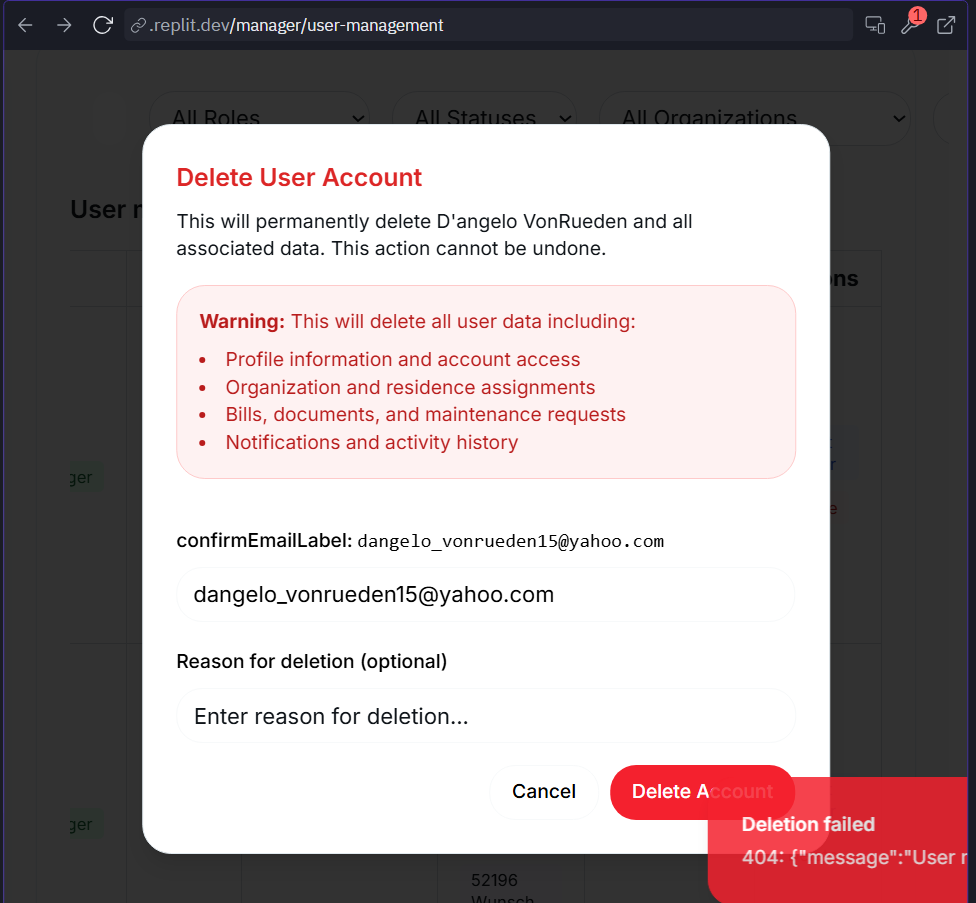 .replit.dev/manager/user-management
1
All Roles
All Statuses
All Organizations
User
Delete User Account
This will permanently delete D'angelo VonRueden and all
associated data. This action cannot be undone.
Warning: This will delete all user data including:
Profile information and account access
Organization and residence assignments
Bills, documents, and maintenance requests
Notifications and activity history
confirmEmailLabel: dangelo_vonrueden15@yahoo.com
dangelo_vonrueden15@yahoo.com
Reason for deletion (optional)
Enter reason for deletion...
Cancel
Delete Account
Deletion failed
404: {"message":"User
52196
Wunsch